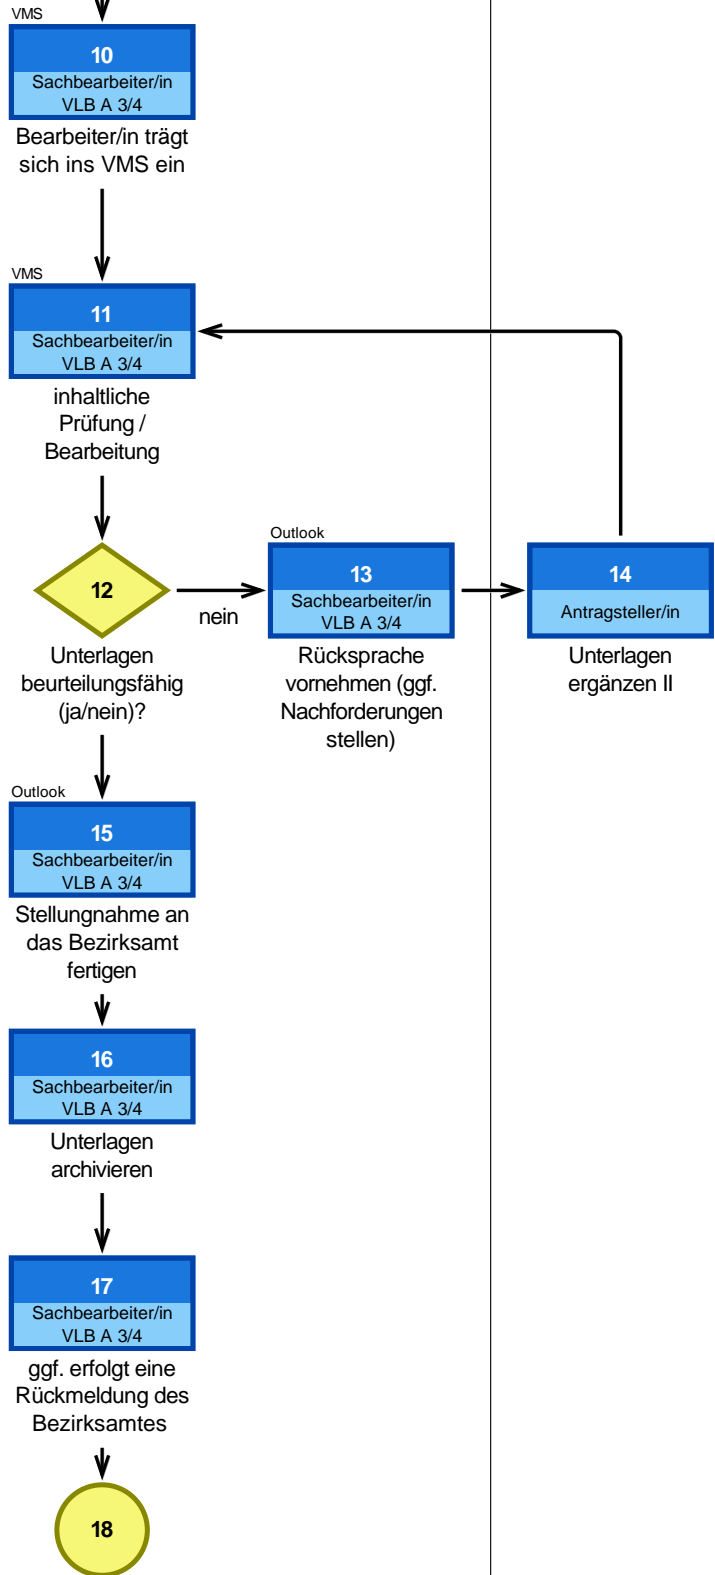 VMS
10
Sachbearbeiter/in
VLB A 3/4
Bearbeiter/in trägt
sich ins VMS ein
VMS
11
Sachbearbeiter/in
VLB A 3/4
inhaltliche
Prüfung /
Bearbeitung
12
nein
Unterlagen
beurteilungsfähig
(ja/nein)?
Outlook
13
Sachbearbeiter/in
VLB A 3/4
Rücksprache
vornehmen (ggf.
Nachforderungen
stellen)
14
Antragsteller/in
Unterlagen
ergänzen II
Outlook
15
Sachbearbeiter/in
VLB A 3/4
Stellungnahme an
das Bezirksamt
fertigen
16
Sachbearbeiter/in
VLB A 3/4
Unterlagen
archivieren
17
Sachbearbeiter/in
VLB A 3/4
ggf. erfolgt eine
Rückmeldung des
Bezirksamtes
18